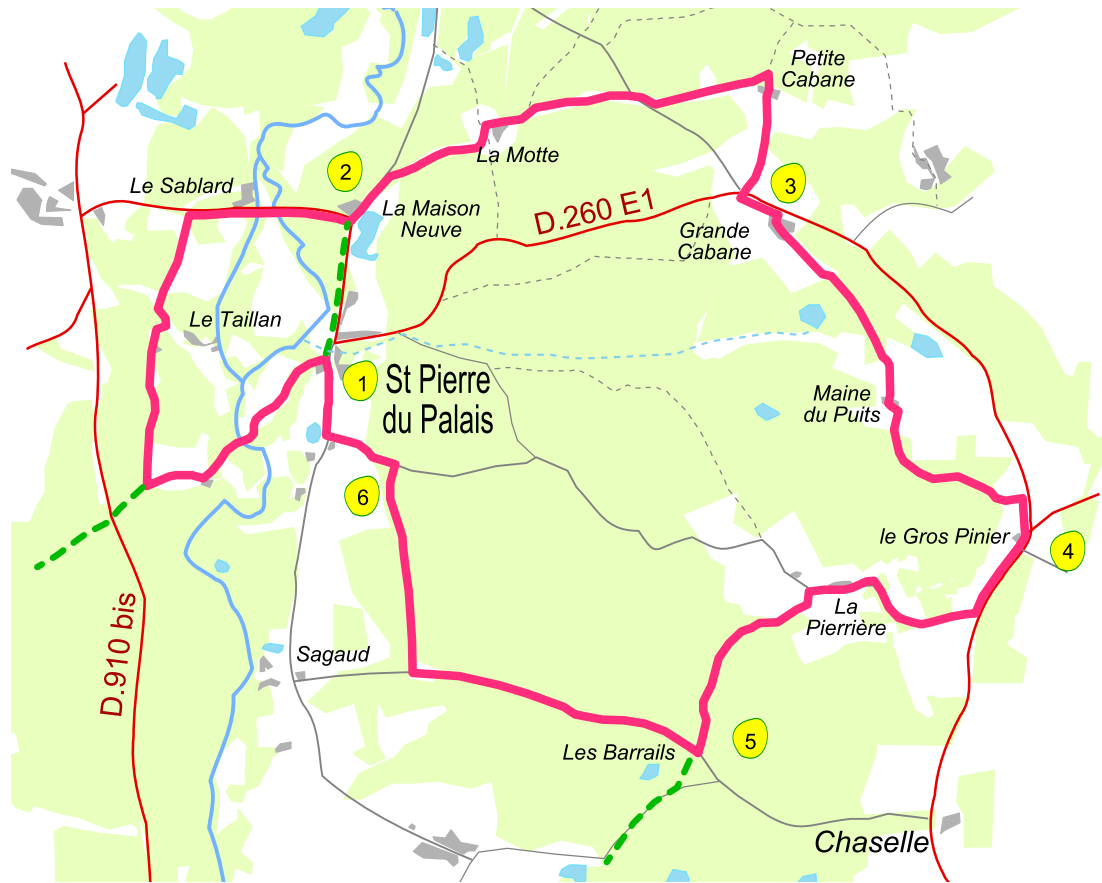 Petite
Cabane
La Motte
2
3
Le Sablard
La Maison
Neuve
D.260 E1
Grande
Cabane
Le Taillan
1
St Pierre
du Palais
Maine
du Puits
6
le Gros Pinier
4
La
Pierrière
D.910 bis
Sagaud
5
Les Barrails
Chaselle